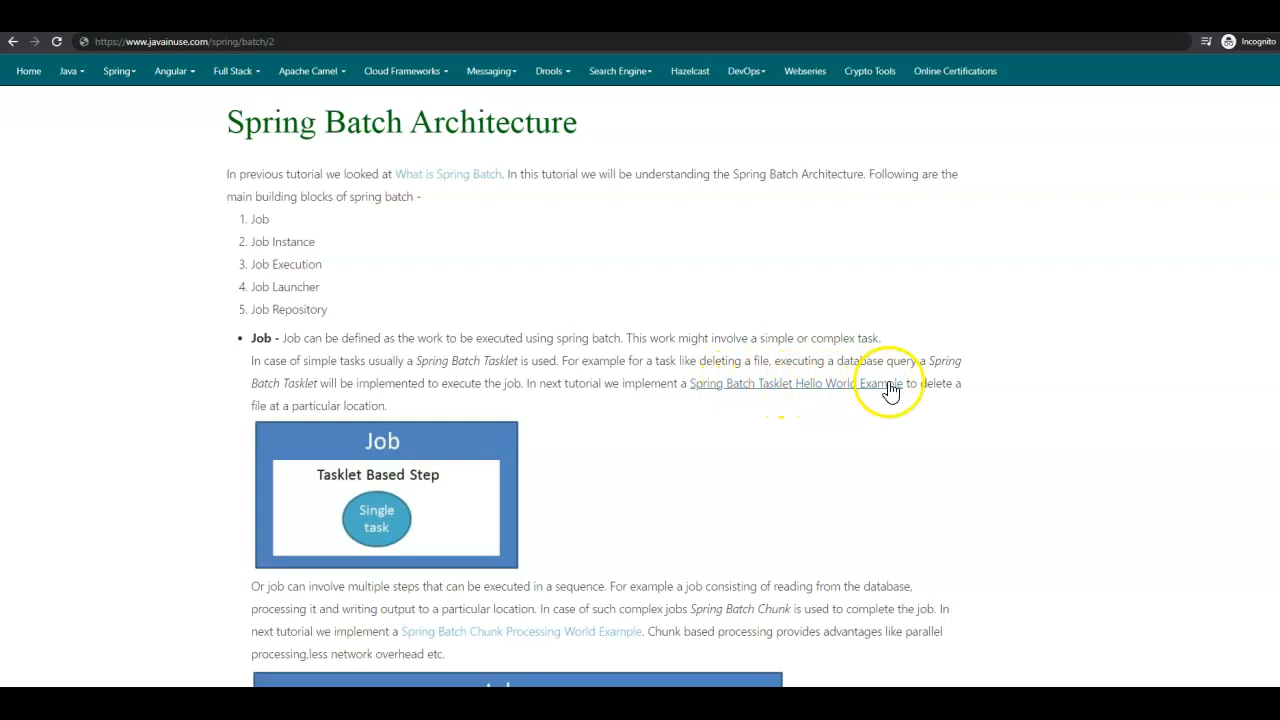 https://www.javainuse.com/spring/batch/2
Incognito
Home Java Spring Angular Full Stack Apache Camel Cloud Frameworks Messaging Drools Search Engine Hazelcast DevOps Webseries Crypto Tools Online Certifications
Spring Batch Architecture
In previous tutorial we looked at What is Spring Batch. In this tutorial we will be understanding the Spring Batch Architecture. Following are the
main building blocks of spring batch -
1. Job
2. Job Instance
3. Job Execution
4. Job Launcher
5. Job Repository
• Job - Job can be defined as the work to be executed using spring batch. This work might involve a simple or complex task.
In case of simple tasks usually a Spring Batch Tasklet is used. For example for a task like deleting a file, executing a database query a Spring
Batch Tasklet will be implemented to execute the job. In next tutorial we implement a Spring Batch Tasklet Hello World Example to delete a
file at a particular location.
Job
Tasklet Based Step
Single
task
Or job can involve multiple steps that can be executed in a sequence. For example a job consisting of reading from the database,
processing it and writing output to a particular location. In case of such complex jobs Spring Batch Chunk is used to complete the job. In
next tutorial we implement a Spring Batch Chunk Processing World Example. Chunk based processing provides advantages like parallel
processing,less network overhead etc.